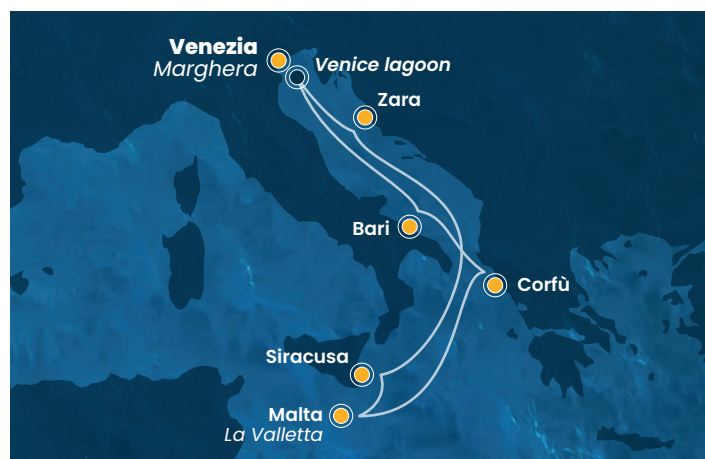 Venezia
Marghera
Venice lagoon
Zara
Bari
Corfù
Siracusa
Malta
La Valletta